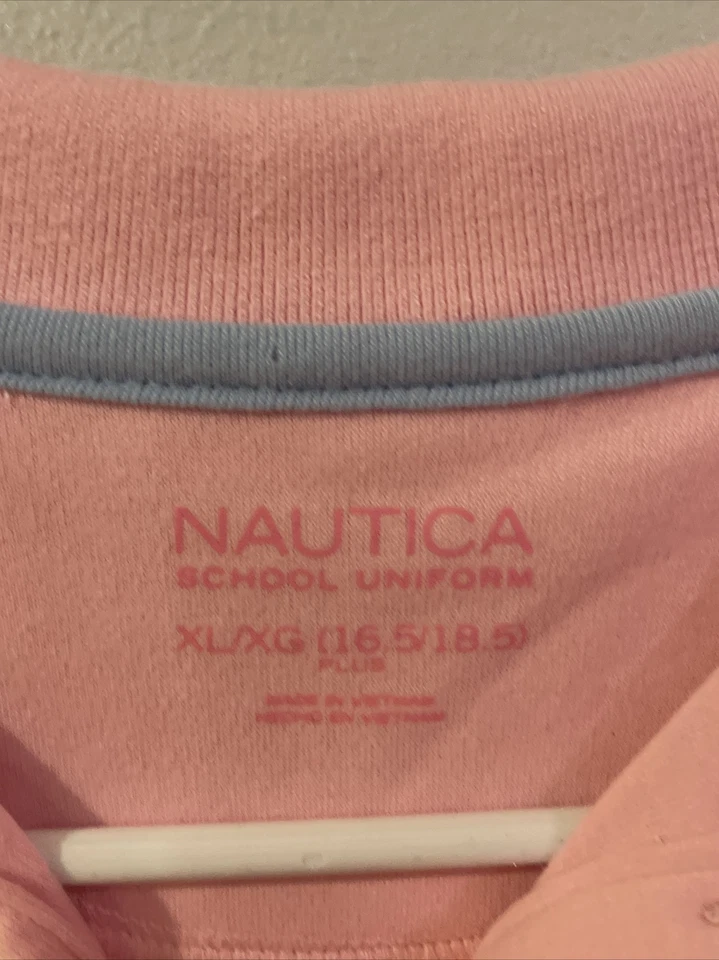 NAUTICA
SCHOOL UNIFORM
XL/XG (16.5/18.5)
PLUS
MADE IN VIETNAM
HECHO EN VIETNAM